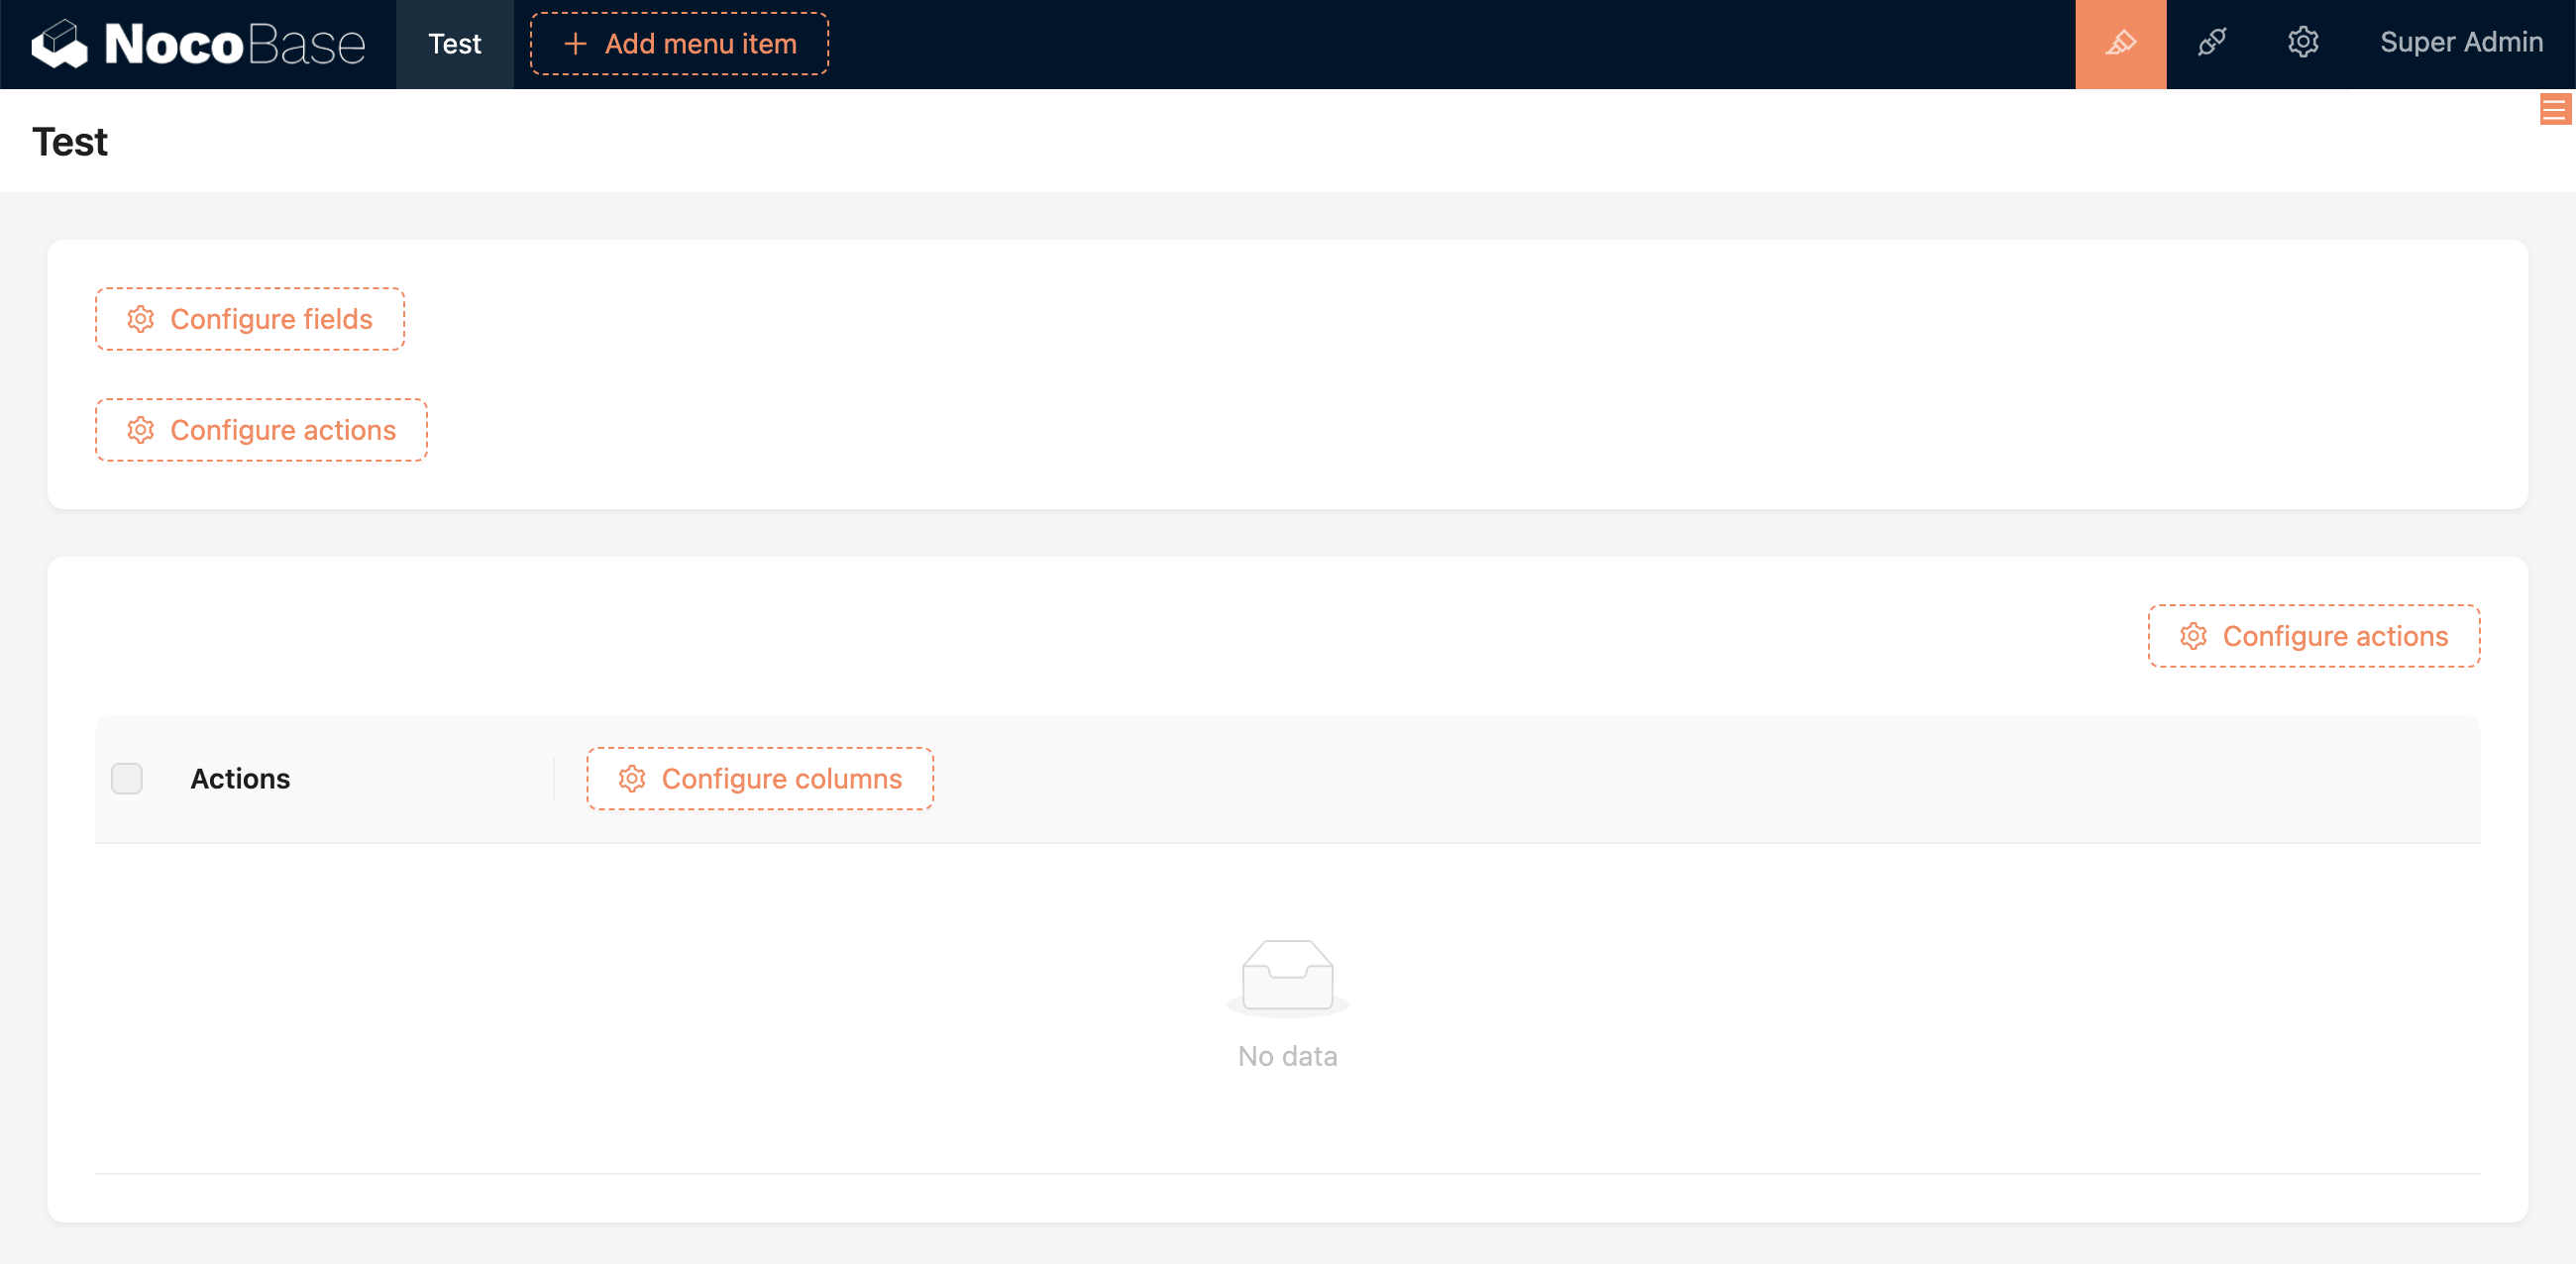 NocoBase
Test
Add menu item
Super Admin
Test
Configure fields
Configure actions
Configure actions
Actions
Configure columns
No data